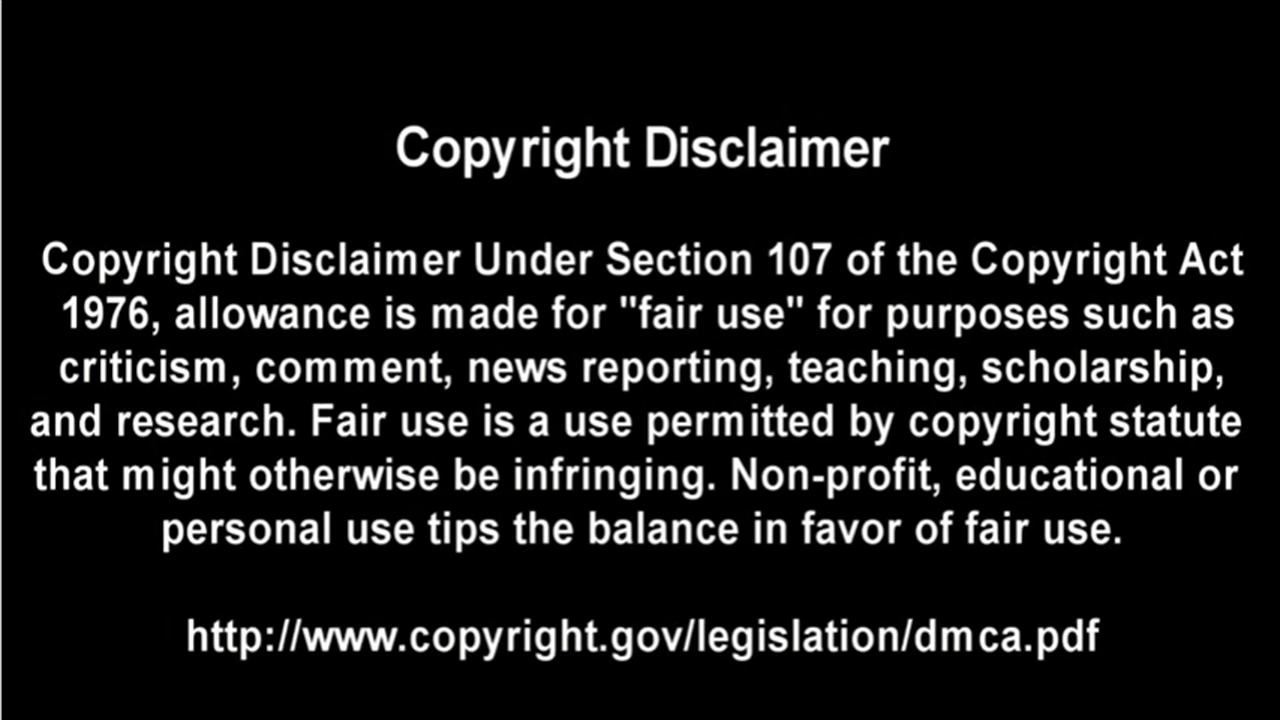 Copyright Disclaimer
Copyright Disclaimer Under Section 107 of the Copyright Act
1976, allowance is made for "fair use" for purposes such as
criticism, comment, news reporting, teaching, scholarship,
and research. Fair use is a use permitted by copyright statute
that might otherwise be infringing. Non-profit, educational or
personal use tips the balance in favor of fair use.
http://www.copyright.gov/legislation/dmca.pdf